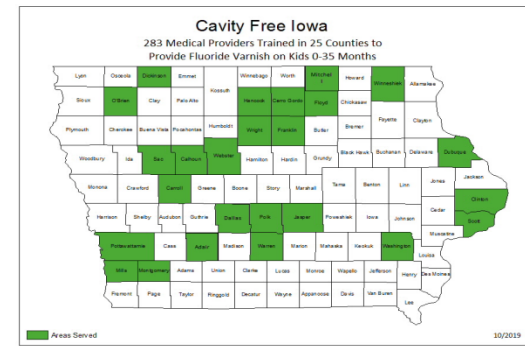 Cavity Free Iowa
283 Medical Providers Trained in 25 Counties to
Provide Fluoride Varnish on Kids 0-35 Months
Lyon Osceola Dickinson Emmet Kossuth Winnebago Worth Mitchel
l Howard Winneshiek Allamakee
Sioux O'Brien Clay Palo Alto Hancock Cerro Gordo Floyd Chickasaw Fayette Clayton
Plymouth Cherokee Buena Vista Pocahontas Humboldt Wright Franklin Butler Bremer
Woodbury Ida Sac Calhoun Webster Hamilton Hardin Grundy Black Hawk Buchanan Delaware Dubuque
Monona Crawford Carroll Greene Boone Story Marshall Tama Benton Linn Jones Jackson
Harrison Shelby Audubon Guthrie Dallas Polk Jasper Poweshiek Iowa Johnson Cedar Clinton
Scott
Muscatine
Pottawattamie Cass Adair Madison Warren Marion Mahaska Keokuk Washington Louisa
Mills Montgomery Adams Union Clarke Lucas Monroe Wapello Jefferson Henry Des Moines
Fremont Page Taylor Ringgold Decatur Wayne Appanoose Davis Van Buren Lee
Areas Served
10/2019